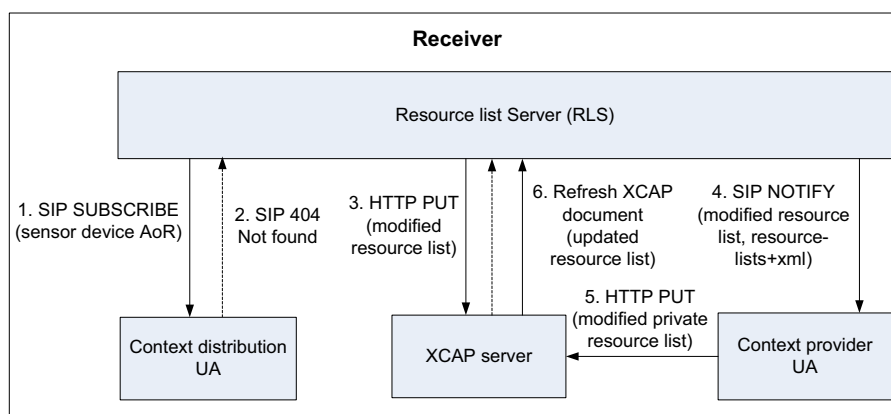 Receiver
Resource list Server (RLS)
1. SIP SUBSCRIBE
(sensor device AoR)
2. SIP 404
Not found
3. HTTP PUT
(modified
resource list)
6. Refresh XCAP
document
(updated
resource list)
4. SIP NOTIFY
(modified resource
list, resource-
lists+xml)
5. HTTP PUT
(modified private
resource list)
Context distribution
UA
XCAP server
Context provider
UA